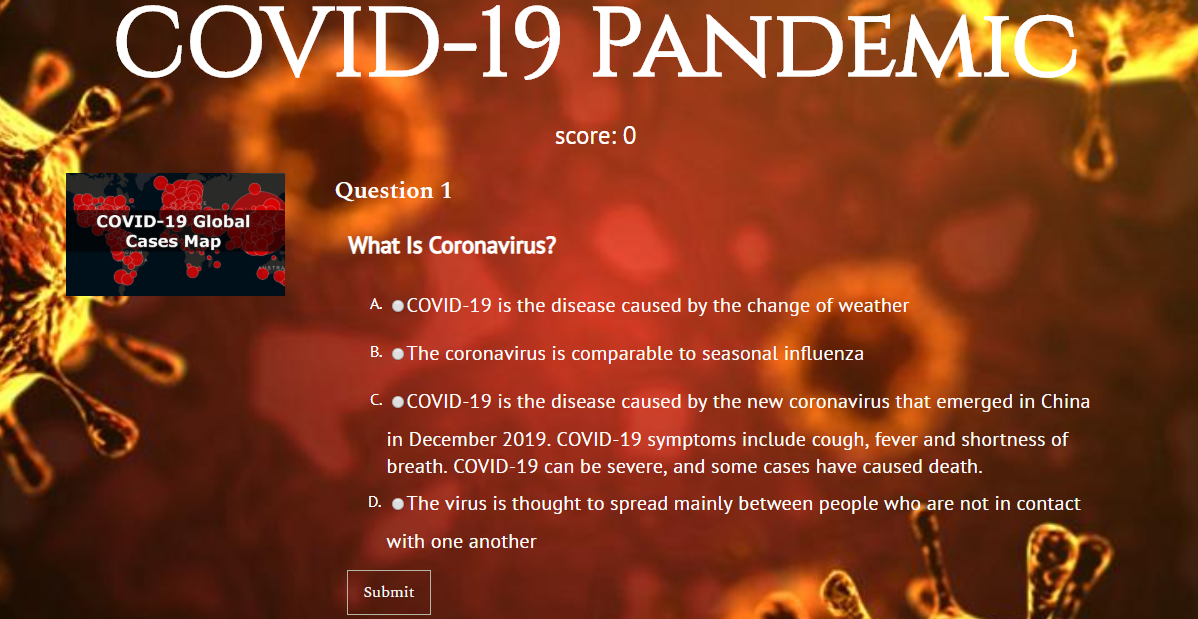 COVID-19 PANDEMIC
score: 0
COVID-19 Global
Cases Map
AUSTRA
Question 1
What Is Coronavirus?
A. COVID-19 is the disease caused by the change of weather
B. The coronavirus is comparable to seasonal influenza
C. COVID-19 is the disease caused by the new coronavirus that emerged in China
in December 2019. COVID-19 symptoms include cough, fever and shortness of
breath. COVID-19 can be severe, and some cases have caused death.
D. The virus is thought to spread mainly between people who are not in contact
with one another
Submit